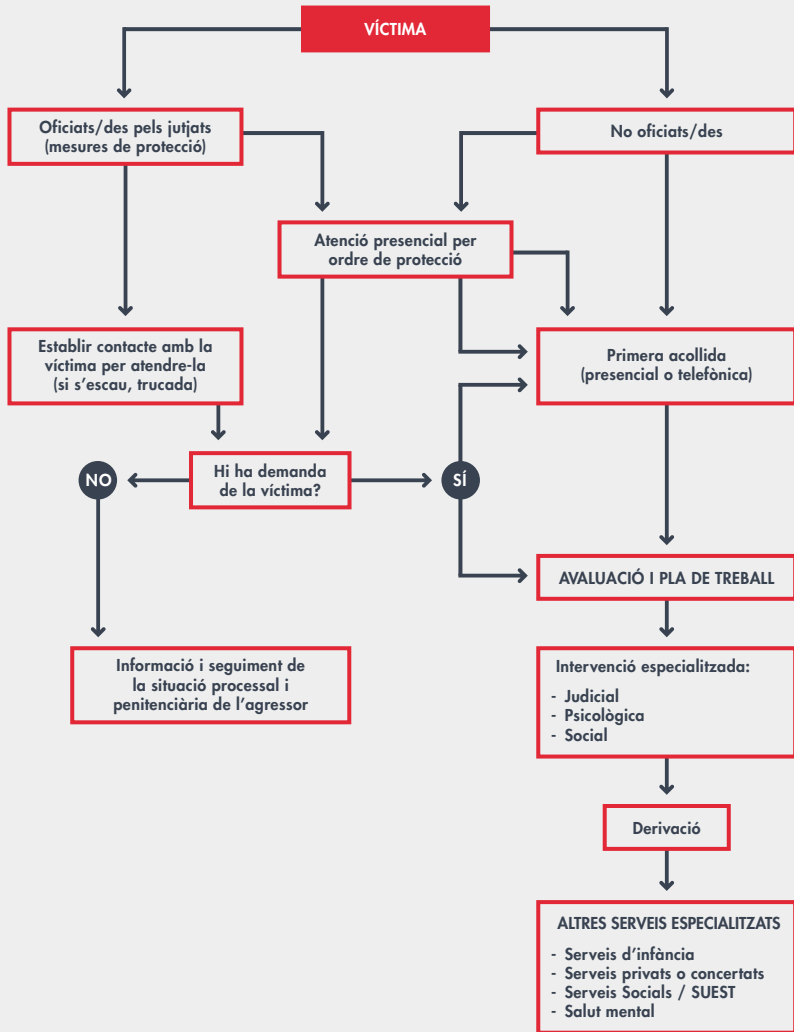 VÍCTIMA
Oficiats/des pels jutjats
(mesures de protecció)
No oficiats/des
Atenció presencial per
ordre de protecció
Establir contacte amb la
víctima per atendre-la
(si s’escau, trucada)
Primera acollida
(presencial o telefònica)
NO
Hi ha demanda
de la víctima?
SÍ
AVALUACIÓ I PLA DE TREBALL
Informació i seguiment de
la situació processal i
penitenciària de l’agressor
Intervenció especialitzada:
- Judicial
- Psicològica
- Social
Derivació
ALTRES SERVEIS ESPECIALITZATS
- Serveis d’infància
- Serveis privats o concertats
- Serveis Socials / SUEST
- Salut mental